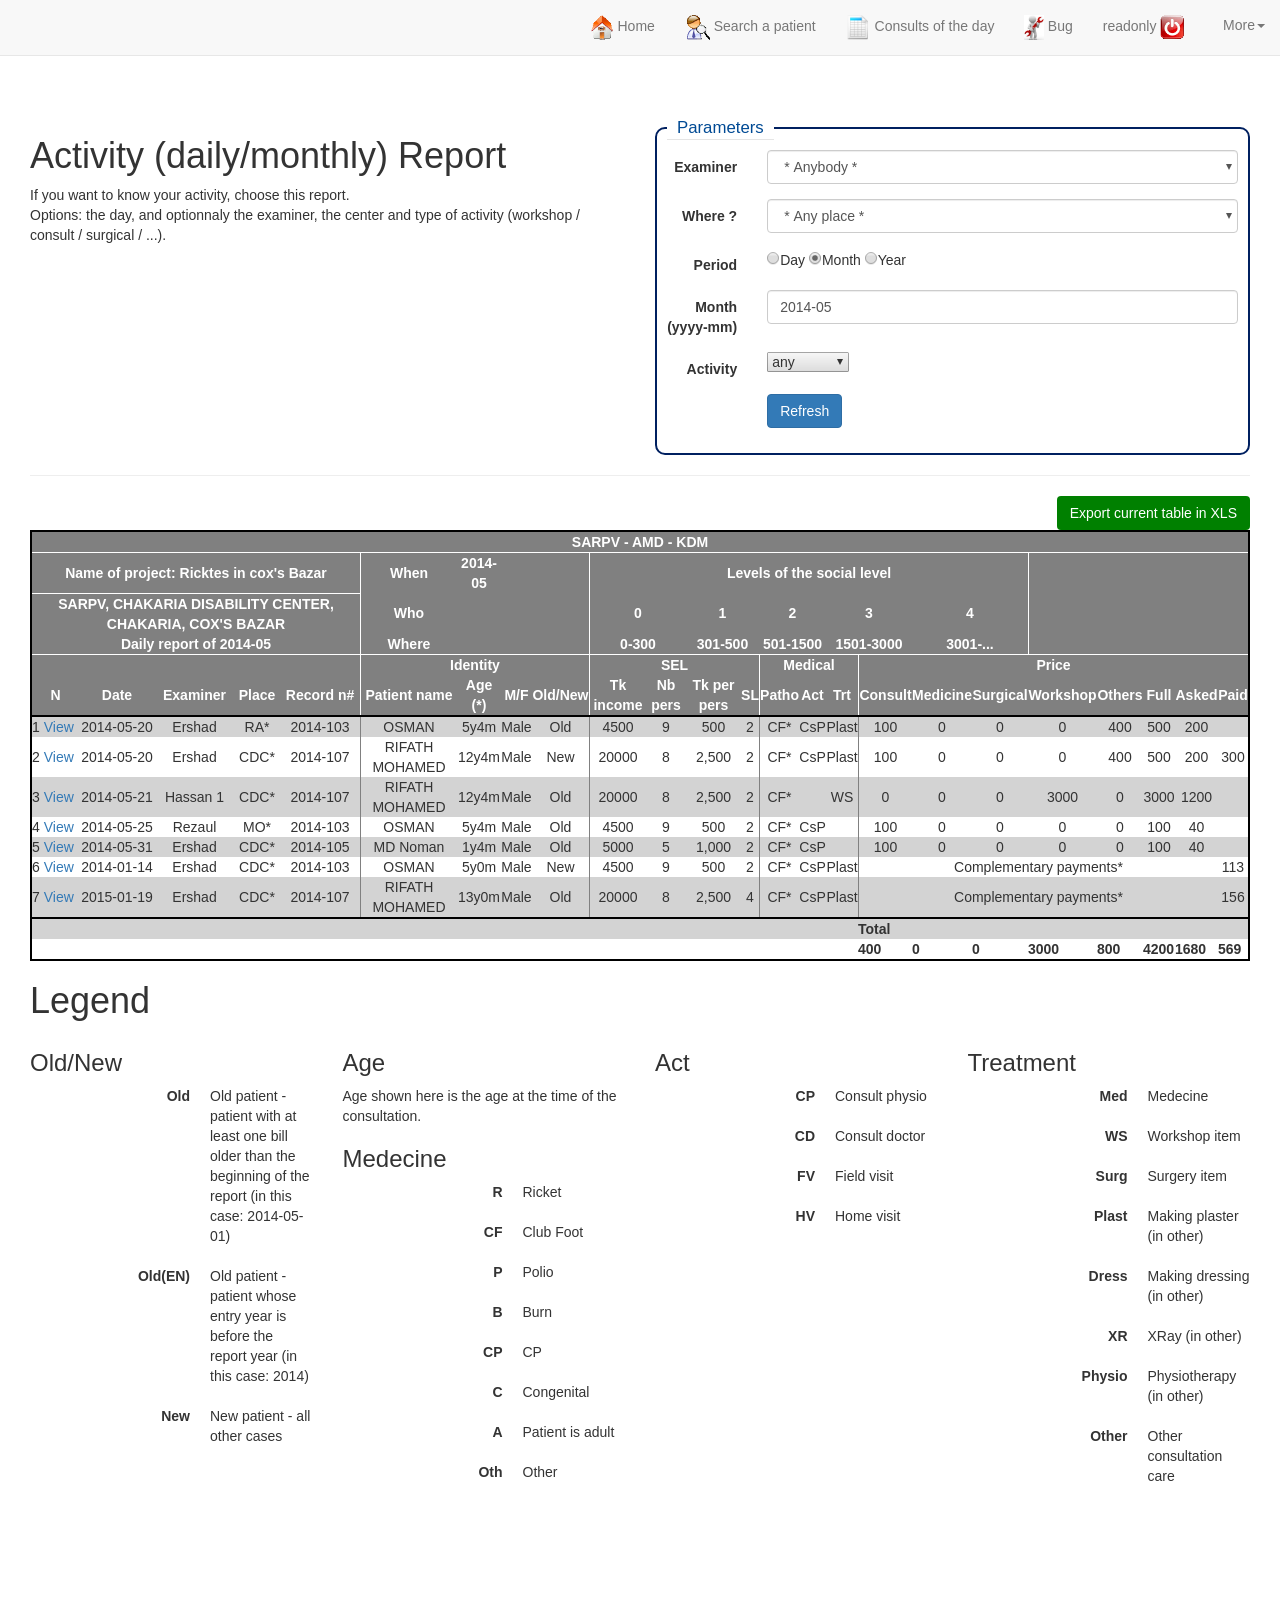 Home Search a patient Consults of the day Bug readonly More
Activity (daily/monthly) Report
If you want to know your activity, choose this report.
Options: the day, and optionnaly the examiner, the center and type of activity (workshop /
consult / surgical / ...).
Parameters
Examiner * Anybody *
Where ? * Any place *
Period Day Month Year
Month
(yyyy-mm) 2014-05
Activity any
Refresh
Export current table in XLS
SARPV - AMD - KDM
Name of project: Ricktes in cox's Bazar When 2014-
05 Levels of the social level
SARPV, CHAKARIA DISABILITY CENTER,
CHAKARIA, COX'S BAZAR
Who 0 1 2 3 4
Daily report of 2014-05 Where 0-300 301-500 501-1500 1501-3000 3001-...
Identity SEL Medical Price
N Date Examiner Place Record n# Patient name Age
(*) M/F Old/New Tk
income Nb
pers Tk per
pers SL Patho Act Trt Consult Medicine Surgical Workshop Others Full Asked Paid
1 View 2014-05-20 Ershad RA* 2014-103 OSMAN 5y4m Male Old 4500 9 500 2 CF* CsP Plast 100 0 0 0 400 500 200
2 View 2014-05-20 Ershad CDC* 2014-107 RIFATH
MOHAMED 12y4m Male New 20000 8 2,500 2 CF* CsP Plast 100 0 0 0 400 500 200 300
3 View 2014-05-21 Hassan 1 CDC* 2014-107 RIFATH
MOHAMED 12y4m Male Old 20000 8 2,500 2 CF* WS 0 0 0 3000 0 3000 1200
4 View 2014-05-25 Rezaul MO* 2014-103 OSMAN 5y4m Male Old 4500 9 500 2 CF* CsP 100 0 0 0 0 100 40
5 View 2014-05-31 Ershad CDC* 2014-105 MD Noman 1y4m Male Old 5000 5 1,000 2 CF* CsP 100 0 0 0 0 100 40
6 View 2014-01-14 Ershad CDC* 2014-103 OSMAN 5y0m Male New 4500 9 500 2 CF* CsP Plast Complementary payments* 113
7 View 2015-01-19 Ershad CDC* 2014-107 RIFATH
MOHAMED 13y0m Male Old 20000 8 2,500 4 CF* CsP Plast Complementary payments* 156
Total
400 0 0 3000 800 4200 1680 569
Legend
Old/New
Old Old patient -
patient with at
least one bill
older than the
beginning of the
report (in this
case: 2014-05-
01)
Old(EN) Old patient -
patient whose
entry year is
before the
report year (in
this case: 2014)
New New patient - all
other cases
Age
Age shown here is the age at the time of the
consultation.
Medecine
R Ricket
CF Club Foot
P Polio
B Burn
CP CP
C Congenital
A Patient is adult
Oth Other
Act
CP Consult physio
CD Consult doctor
FV Field visit
HV Home visit
Treatment
Med Medecine
WS Workshop item
Surg Surgery item
Plast Making plaster
(in other)
Dress Making dressing
(in other)
XR XRay (in other)
Physio Physiotherapy
(in other)
Other Other
consultation
care